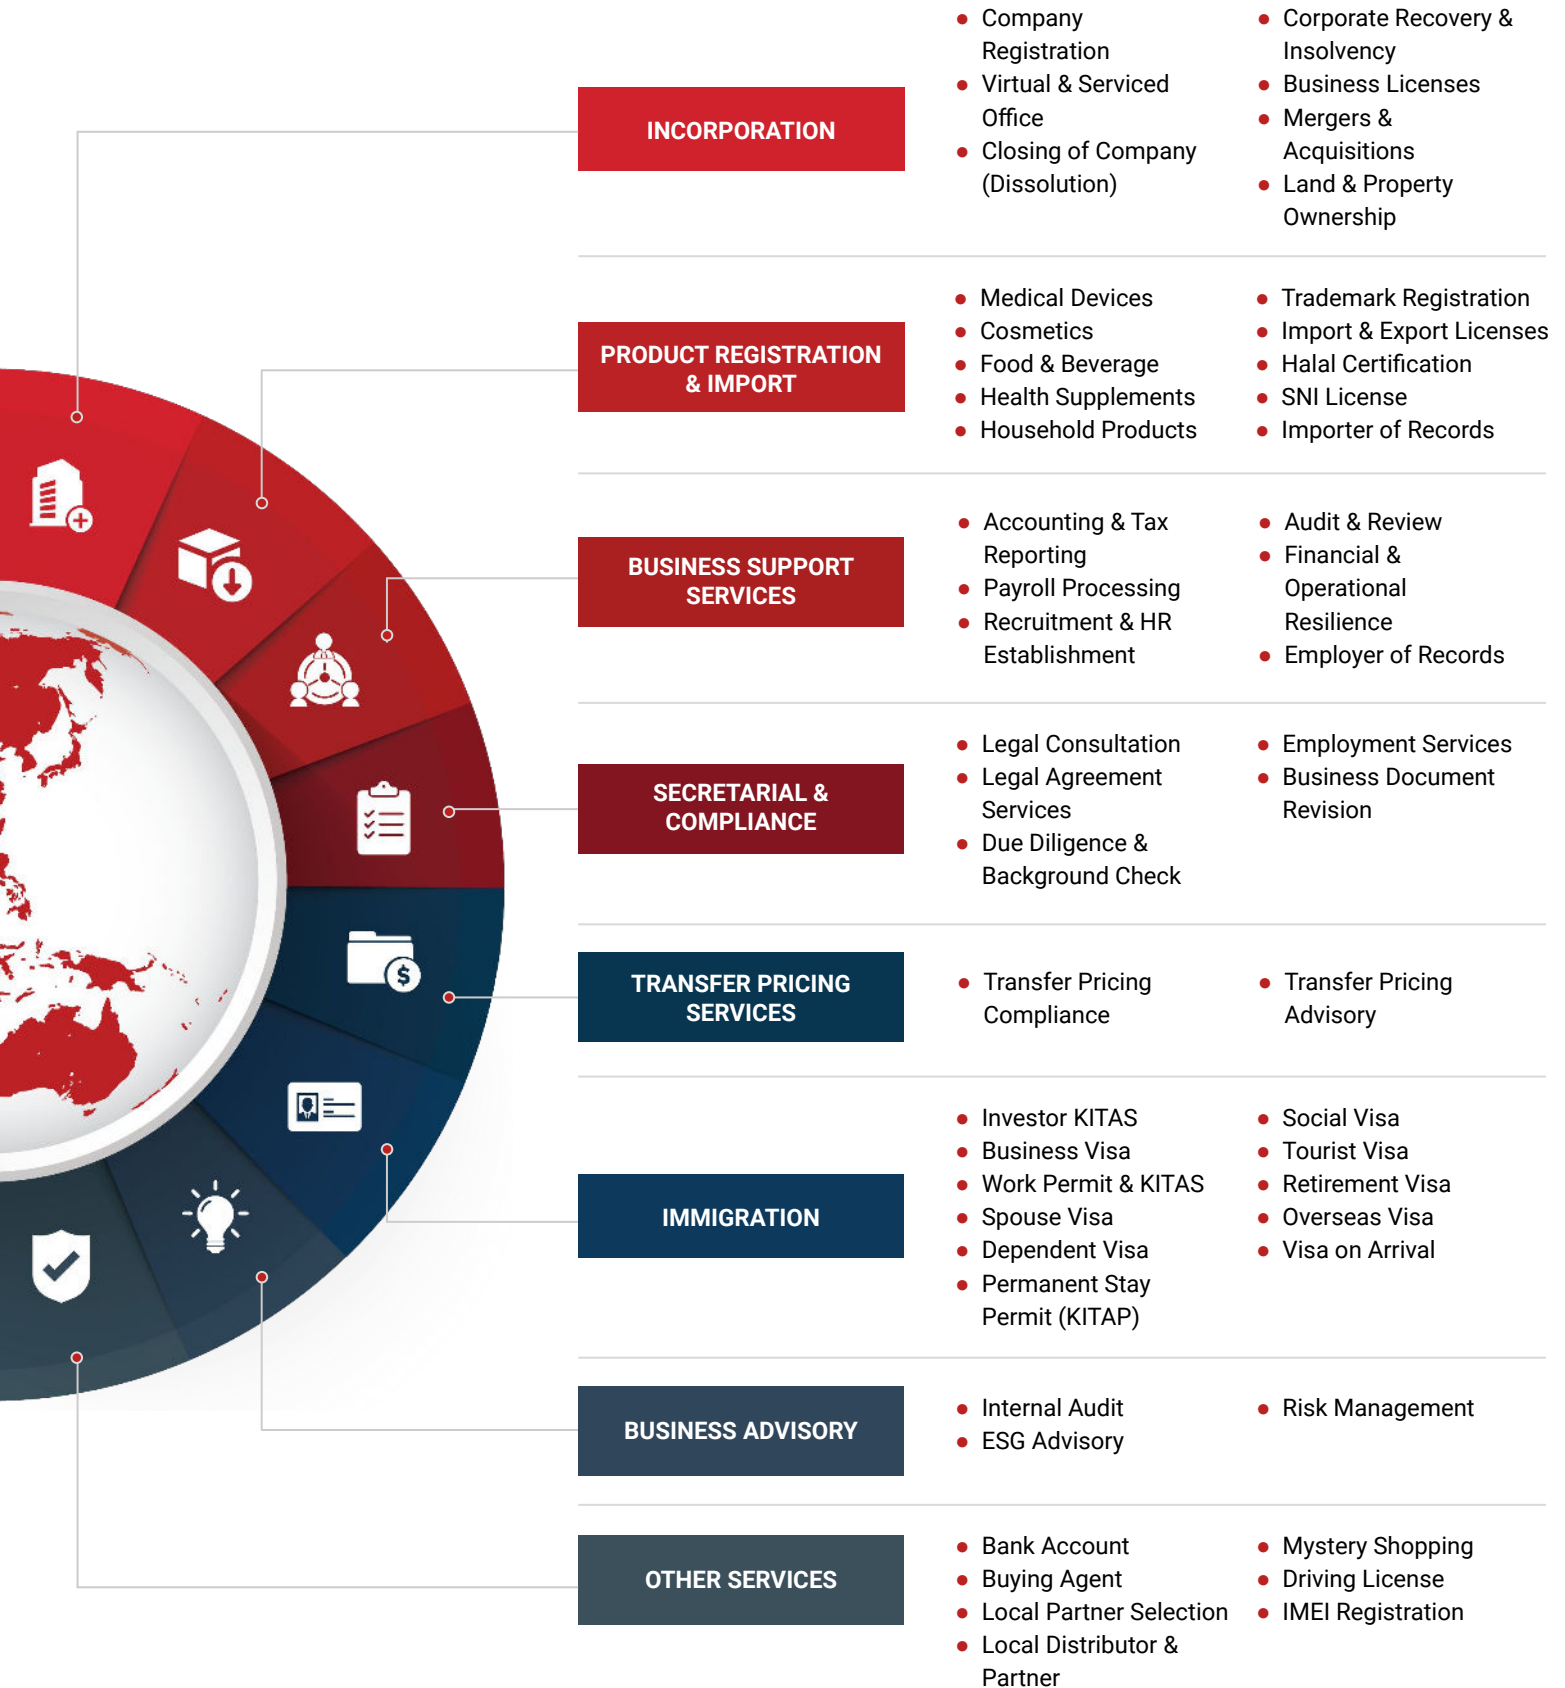 INCORPORATION
Company
Registration
Virtual & Serviced
Office
Closing of Company
(Dissolution)
Corporate Recovery &
Insolvency
Business Licenses
Mergers &
Acquisitions
Land & Property
Ownership
PRODUCT REGISTRATION
& IMPORT
Medical Devices
Cosmetics
Food & Beverage
Health Supplements
Household Products
Trademark Registration
Import & Export Licenses
Halal Certification
SNI License
Importer of Records
BUSINESS SUPPORT
SERVICES
Accounting & Tax
Reporting
Payroll Processing
Recruitment & HR
Establishment
Audit & Review
Financial &
Operational
Resilience
Employer of Records
SECRETARIAL &
COMPLIANCE
Legal Consultation
Legal Agreement
Services
Due Diligence &
Background Check
Employment Services
Business Document
Revision
TRANSFER PRICING
SERVICES
Transfer Pricing
Compliance
Transfer Pricing
Advisory
IMMIGRATION
Investor KITAS
Business Visa
Work Permit & KITAS
Spouse Visa
Dependent Visa
Permanent Stay
Permit (KITAP)
Social Visa
Tourist Visa
Retirement Visa
Overseas Visa
Visa on Arrival
BUSINESS ADVISORY
Internal Audit
ESG Advisory
Risk Management
OTHER SERVICES
Bank Account
Buying Agent
Local Partner Selection
Local Distributor &
Partner
Mystery Shopping
Driving License
IMEI Registration